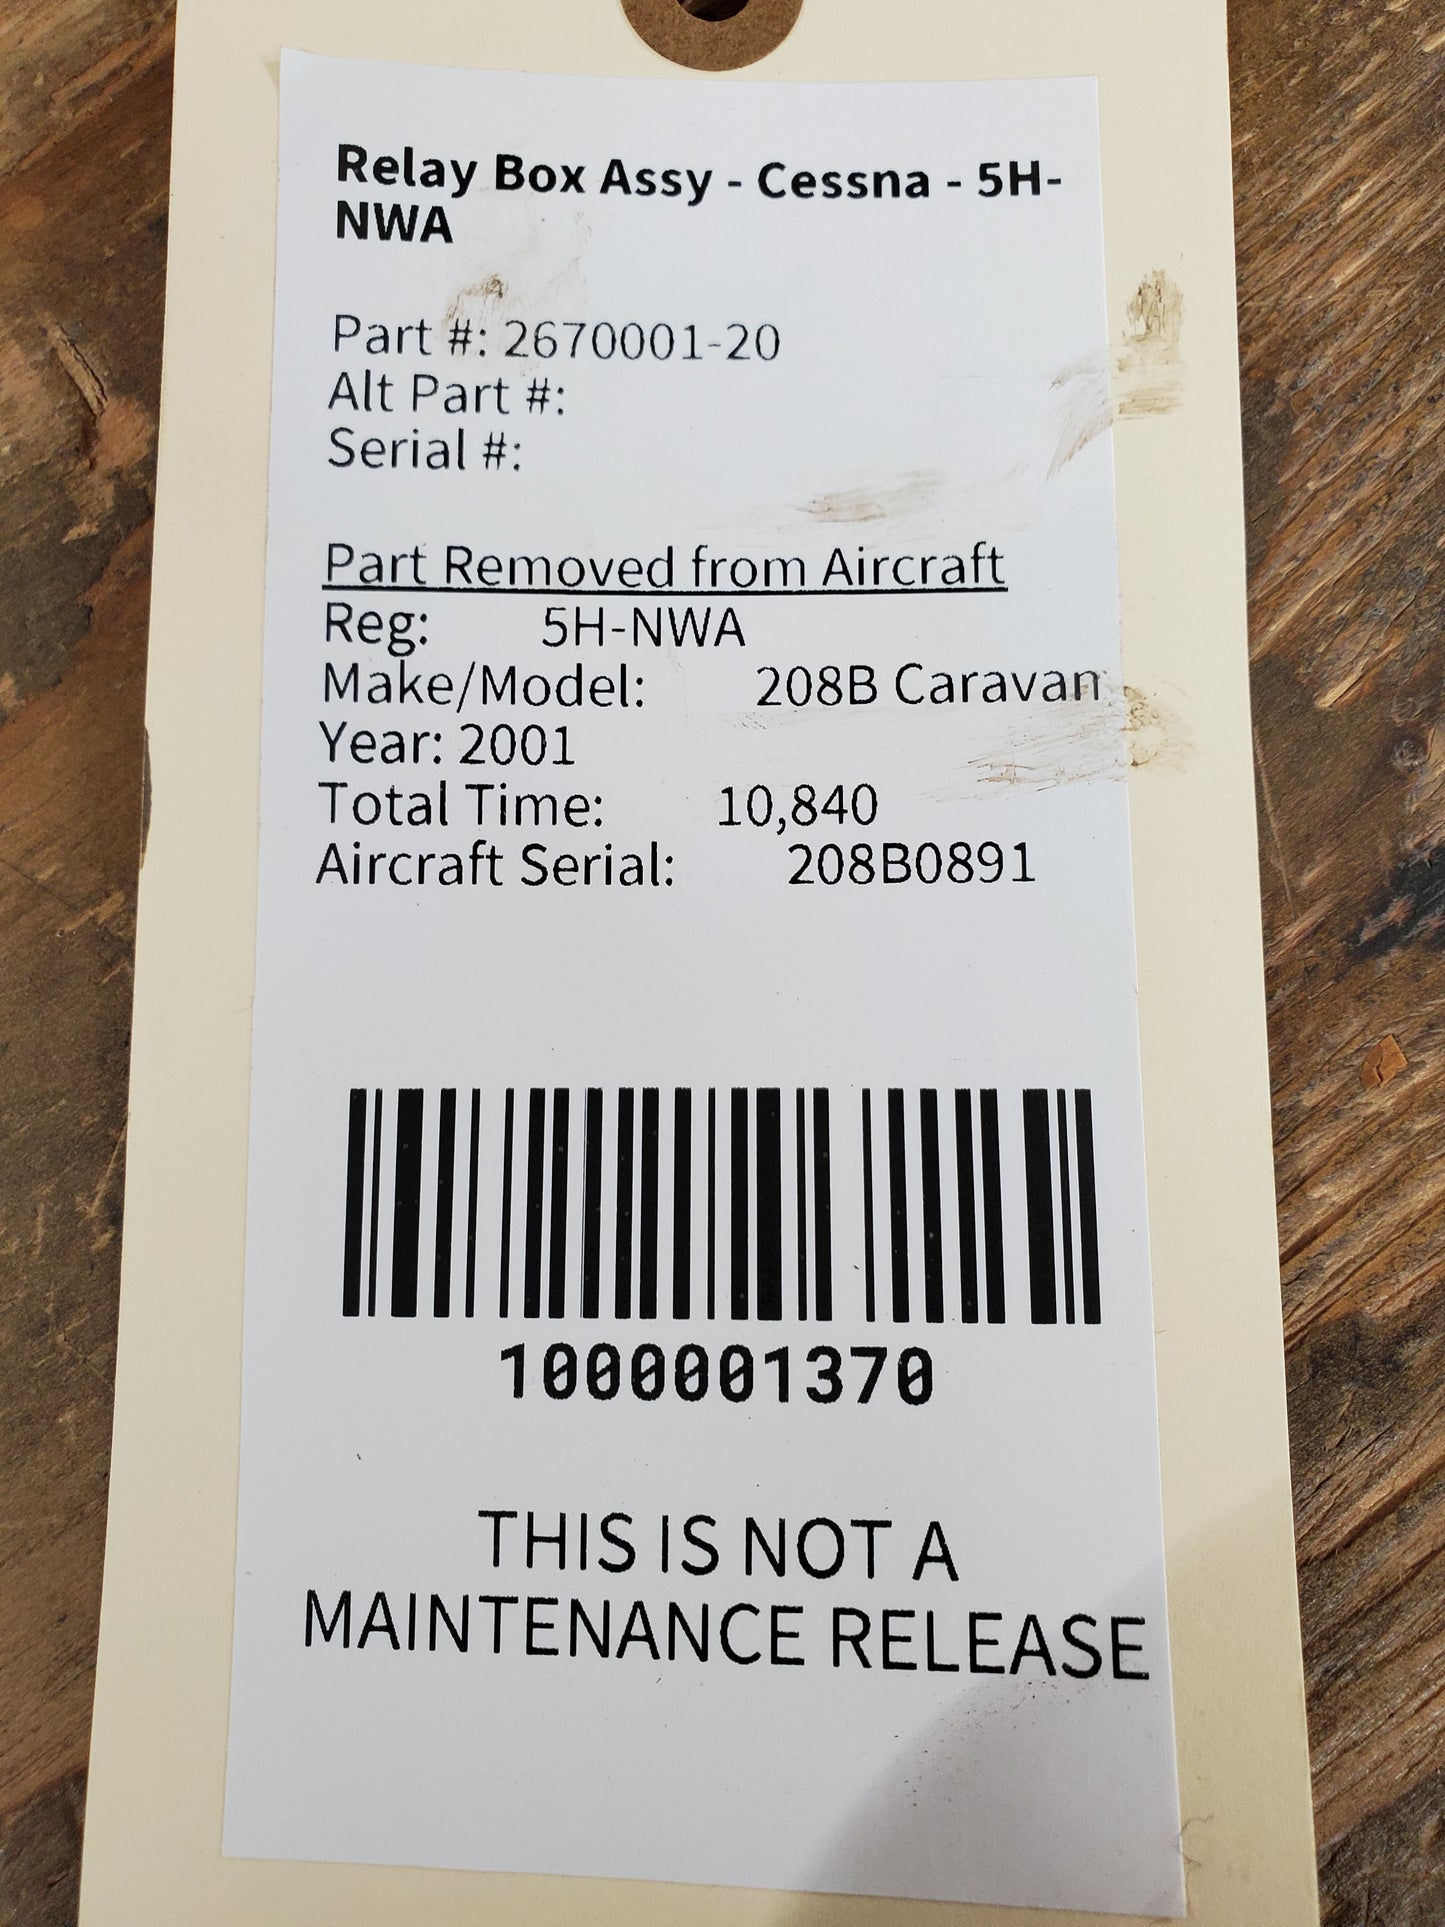 Relay Box Assy - Cessna - 5H-
NWA
Part #: 2670001-20
Alt Part #:
Serial #:
Part Removed from Aircraft
Reg: 5H-NWA
Make/Model: 208B Caravan
Year: 2001
Total Time: 10,840
Aircraft Serial: 208B0891
1000001370
THIS IS NOT A
MAINTENANCE RELEASE